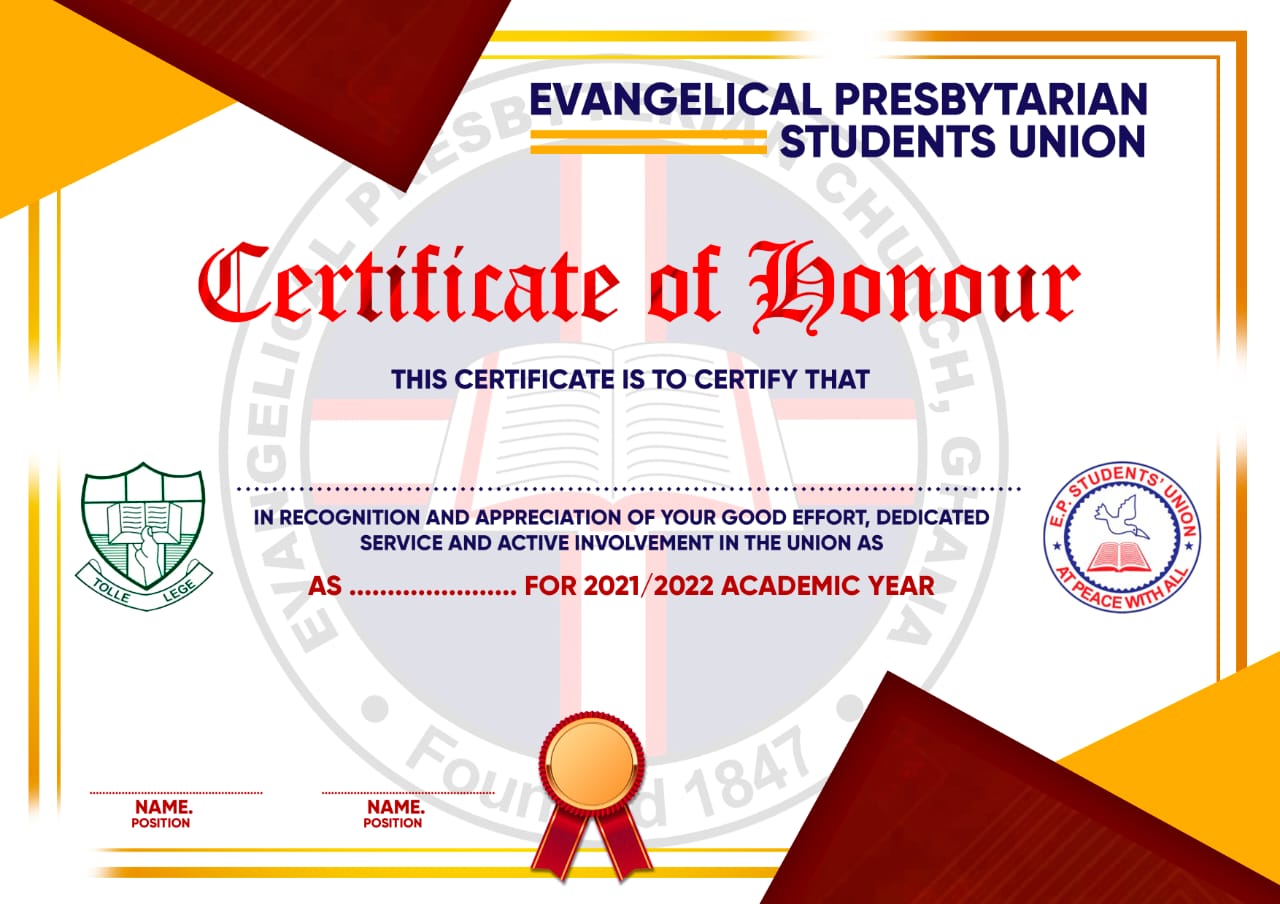 EVANGELICAL PRESBYTARIAN
STUDENTS UNION
Certificate of Honour
THIS CERTIFICATE IS TO CERTIFY THAT
........................................................................
IN RECOGNITION AND APPRECIATION OF YOUR GOOD EFFORT, DEDICATED
SERVICE AND ACTIVE INVOLVEMENT IN THE UNION AS
AS ...................... FOR 2021/2022 ACADEMIC YEAR
TOLLE LEGE
E.P. STUDENTS' UNION
AT PEACE WITH ALL
EVANGELICAL PRESBYTERIAN CHURCH, GHANA
Founded 1847
NAME.
POSITION
NAME.
POSITION